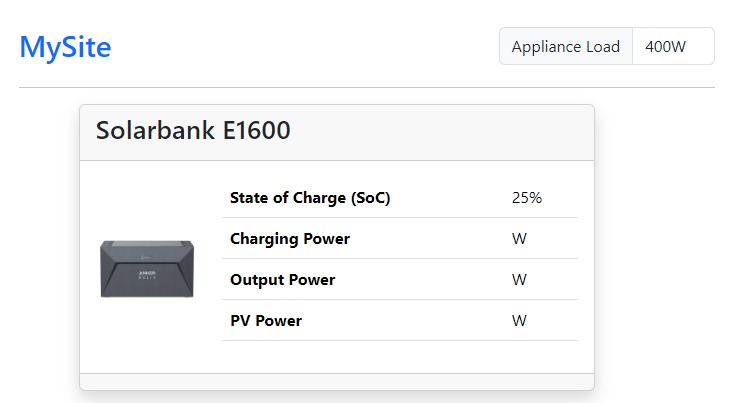 MySite
Appliance Load 400W
Solarbank E1600
State of Charge (SoC) 25%
Charging Power W
ANKER
Output Power W
PV Power W